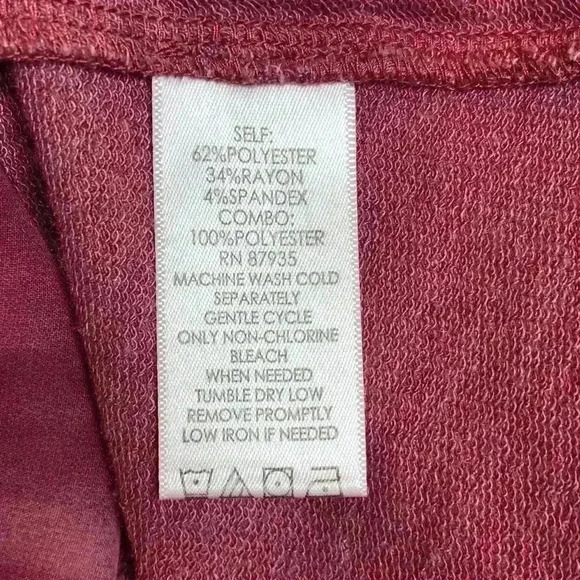 SELF:
62%POLYESTER
34%RAYON
4%SPANDEX
COMBO:
100%POLYESTER
RN 87935
MACHINE WASH COLD
SEPARATELY
GENTLE CYCLE
ONLY NON-CHLORINE
BLEACH
WHEN NEEDED
TUMBLE DRY LOW
REMOVE PROMPTLY
LOW IRON IF NEEDED